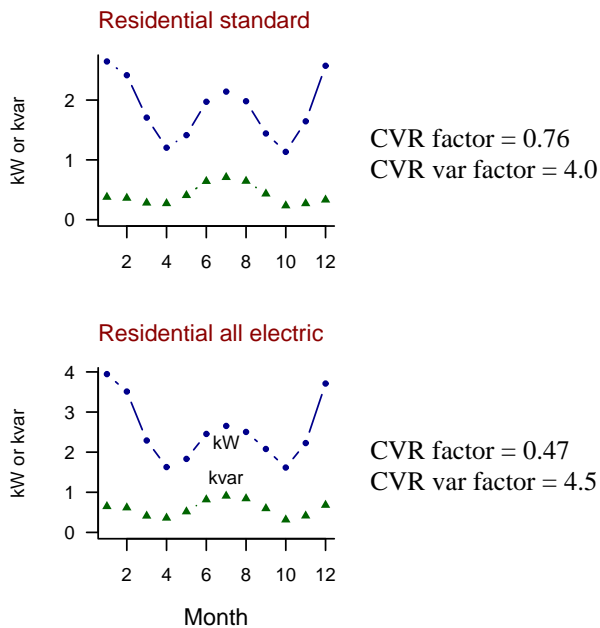 Residential standard
kW or kvar
2
1
0
2 4 6 8 10 12
CVR factor = 0.76
CVR var factor = 4.0
Residential all electric
kW or kvar
4
3
2
1
0
kW
kvar
2 4 6 8 10 12
Month
CVR factor = 0.47
CVR var factor = 4.5